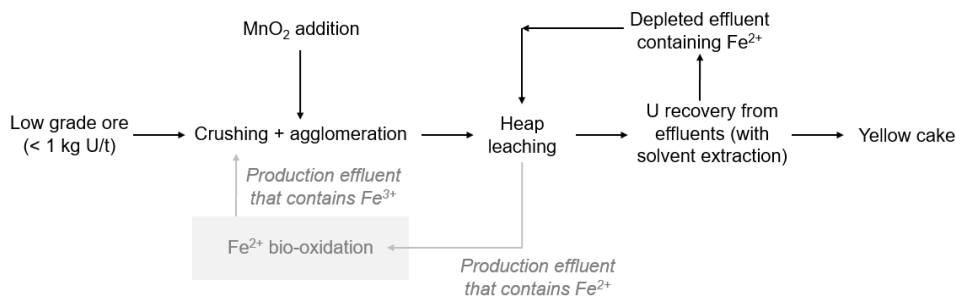 MnO₂ addition
Depleted effluent
containing Fe²⁺
Low grade ore
(< 1 kg U/t)
Crushing + agglomeration
Heap
leaching
U recovery from
effluents (with
solvent extraction)
Yellow cake
Production effluent
that contains Fe³⁺
Fe²⁺ bio-oxidation
Production effluent
that contains Fe²⁺